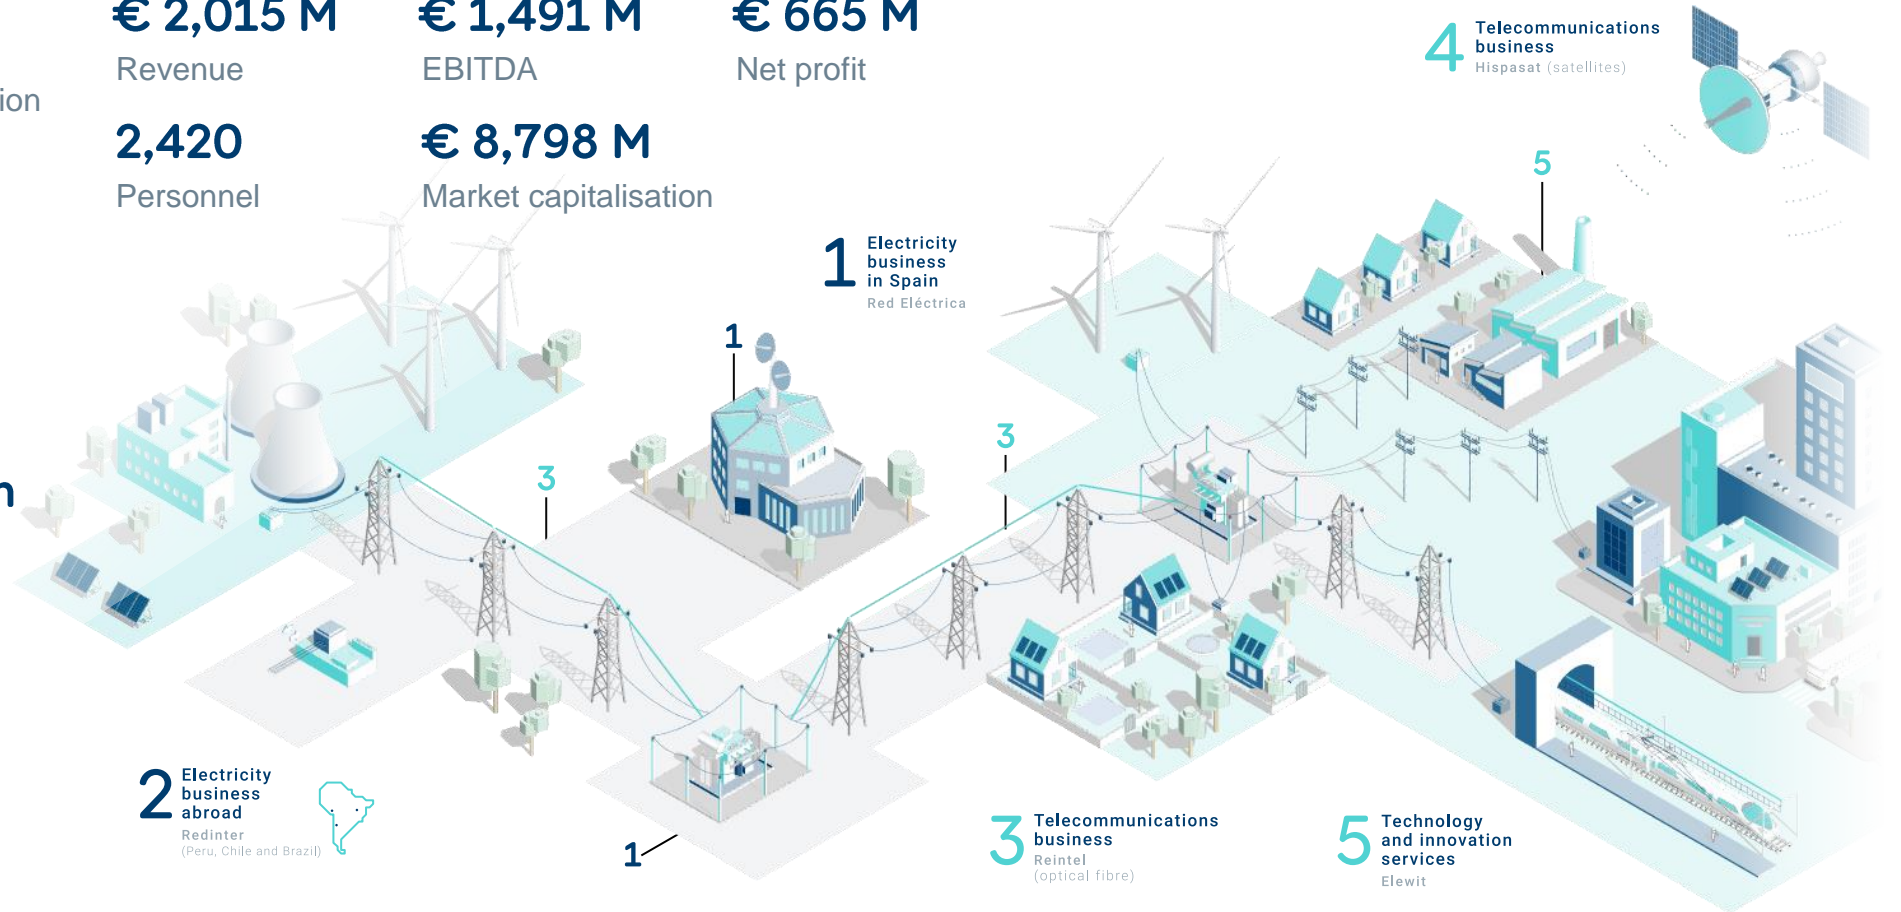 € 2,015 M
€ 1,491 M
€ 665 M
Revenue
EBITDA
Net profit
2,420
€ 8,798 M
Personnel
Market capitalisation
4 Telecommunications
business
Hispasat (satellites)
5
1 Electricity
business
in Spain
Red Eléctrica
1
3
3
2 Electricity
business
abroad
Redinter
(Peru, Chile and Brazil)
1
3 Telecommunications
business
Reintel
(optical fibre)
5 Technology
and innovation
services
Elewit